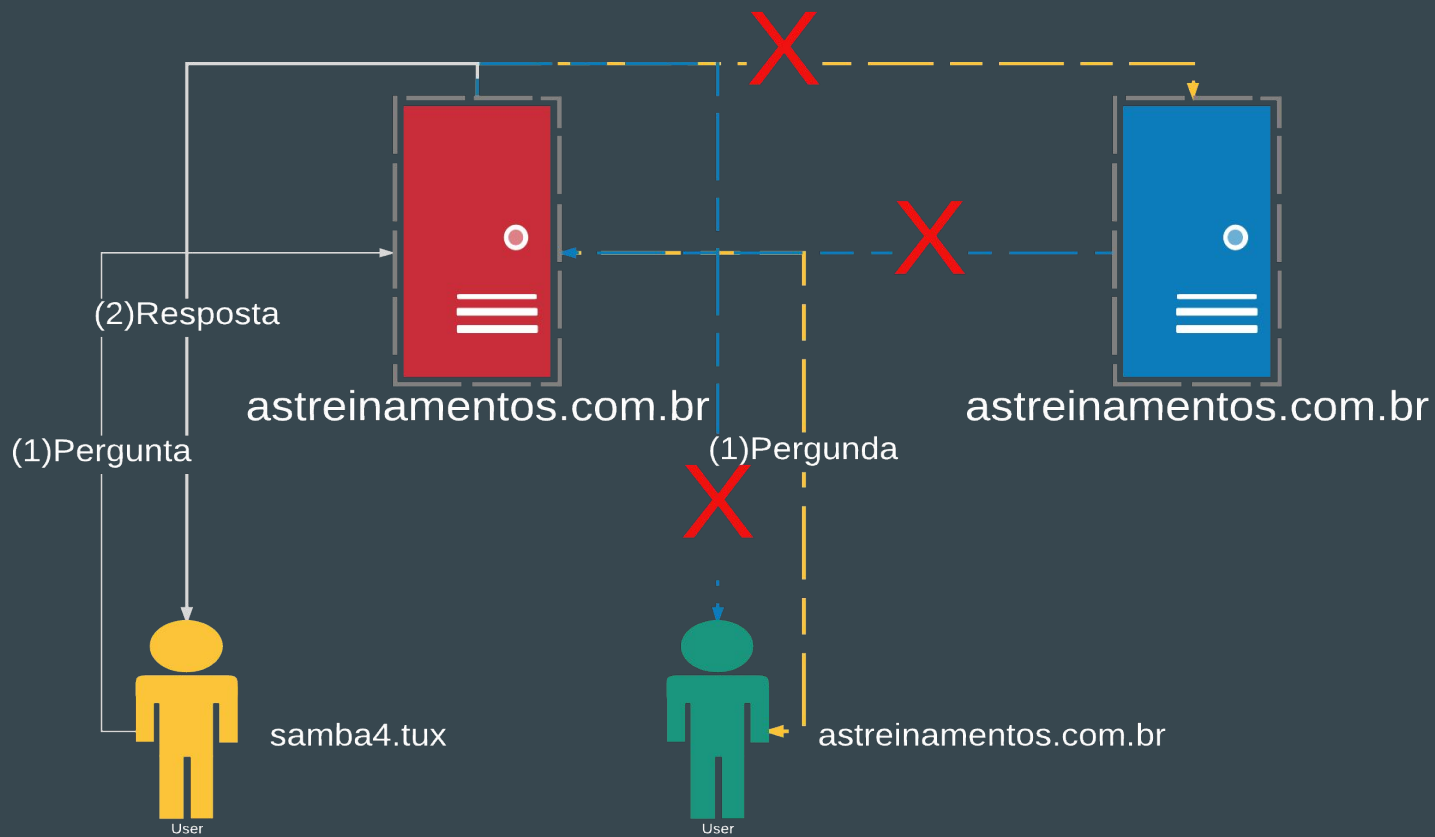 (2)Resposta
astreinamentos.com.br
astreinamentos.com.br
(1)Pergunta
(1)Pergunda
samba4.tux
astreinamentos.com.br
User
User